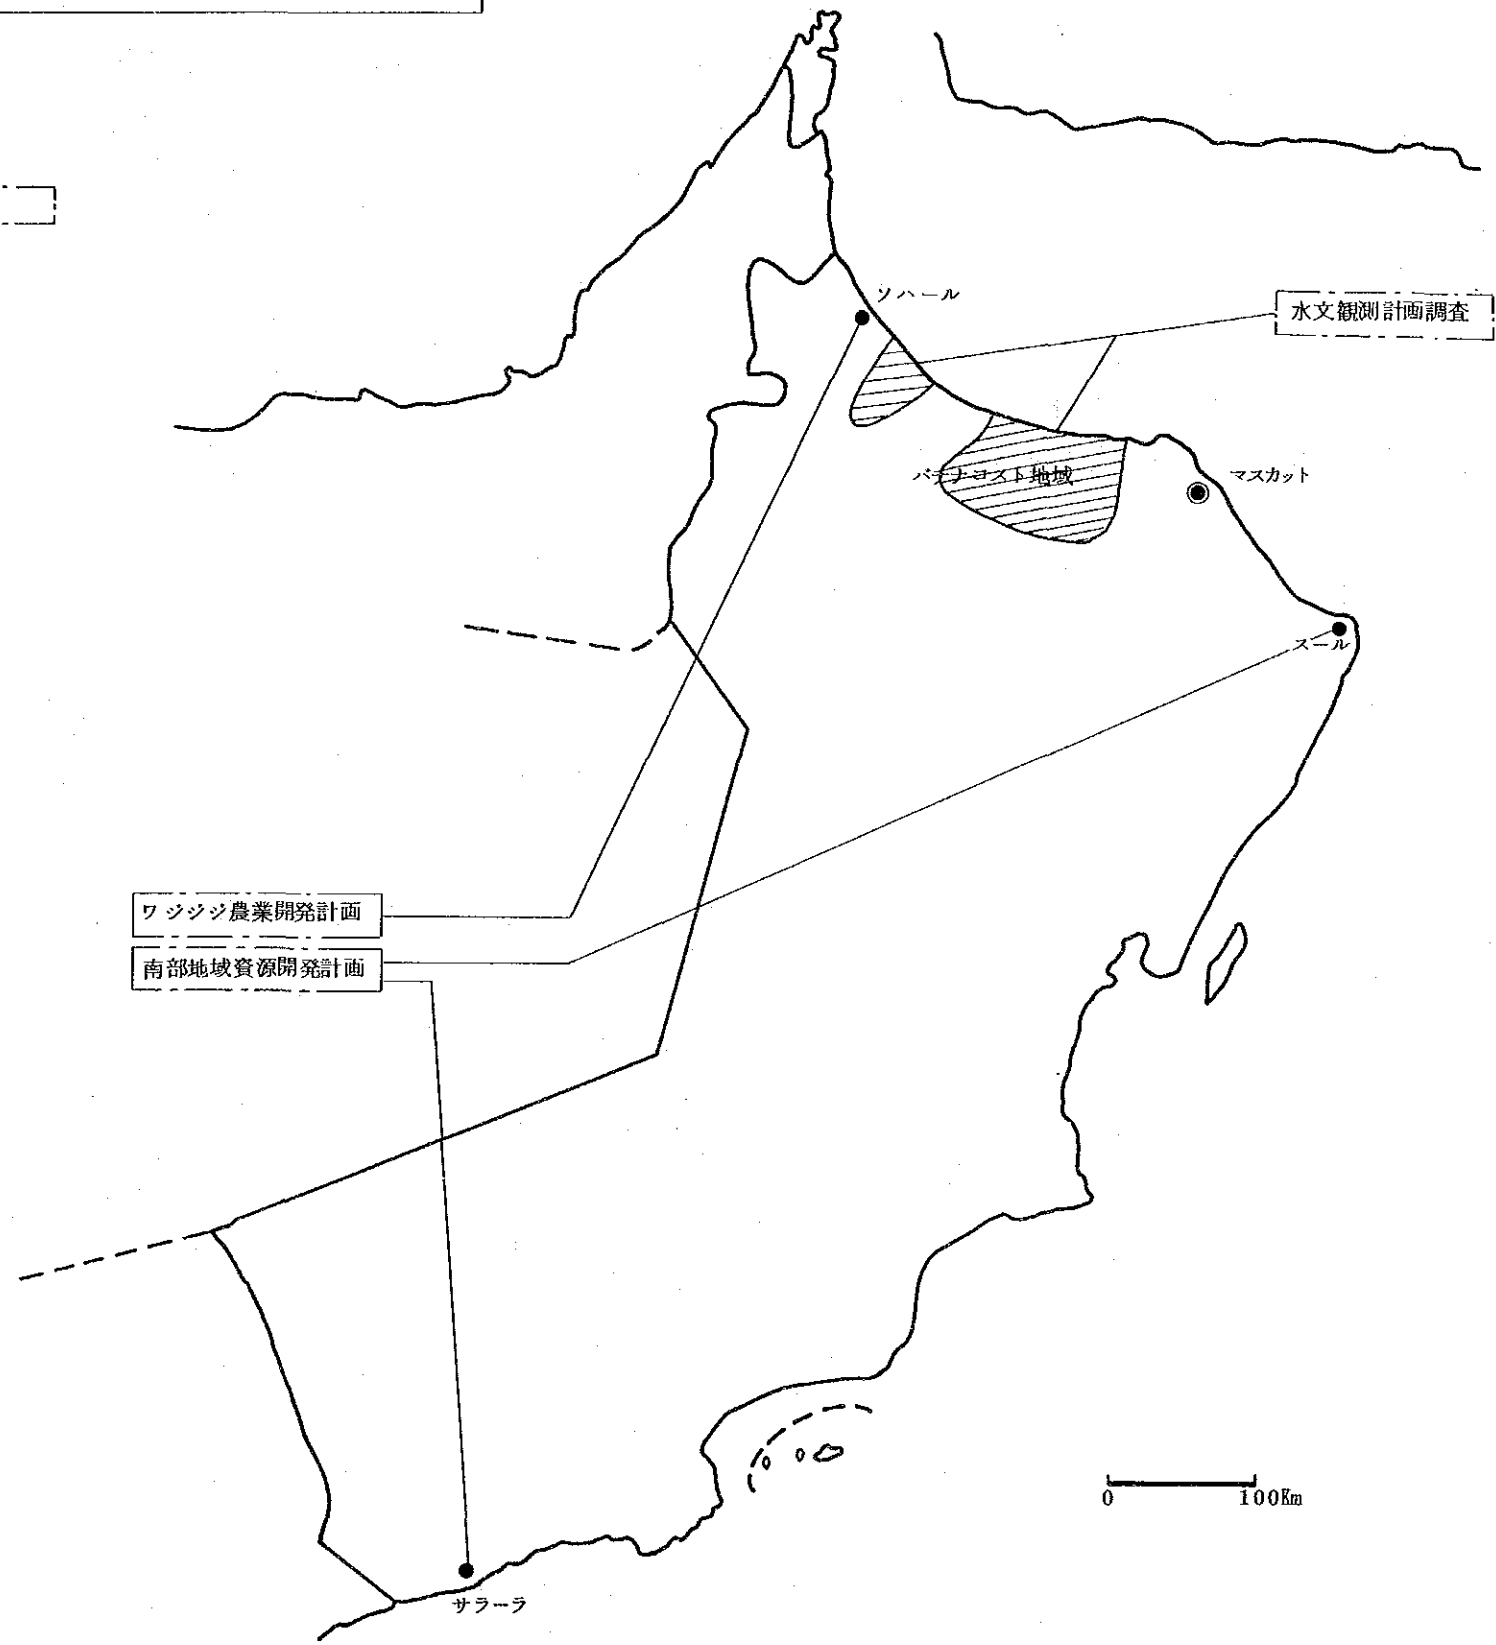 ソハール
水文観測計画調査
バチナコスト地域
マスカット
スール
ワジジジ農業開発計画
南部地域資源開発計画
0 100Km
サラーラ